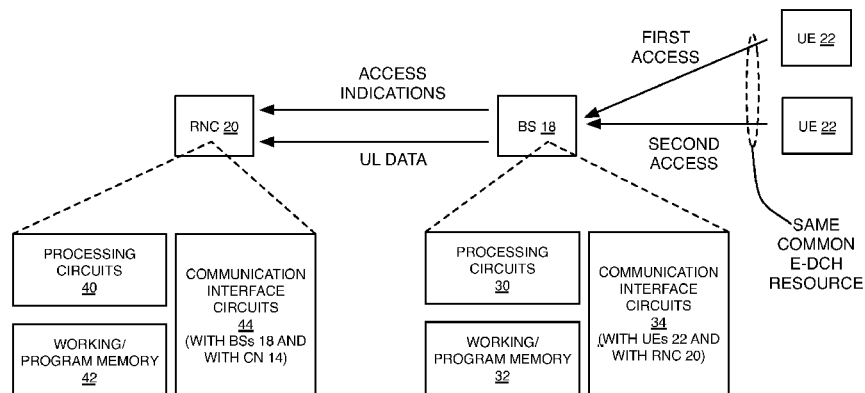 FIRST
ACCESS
UE 22
ACCESS
INDICATIONS
RNC 20
BS 18
UE 22
UL DATA
SECOND
ACCESS
SAME
COMMON
E-DCH
RESOURCE
PROCESSING
CIRCUITS
40
COMMUNICATION
INTERFACE
CIRCUITS
44
(WITH BSs 18 AND
WITH CN 14)
WORKING/
PROGRAM MEMORY
42
PROCESSING
CIRCUITS
30
COMMUNICATION
INTERFACE
CIRCUITS
34
(WITH UEs 22 AND
WITH RNC 20)
WORKING/
PROGRAM MEMORY
32